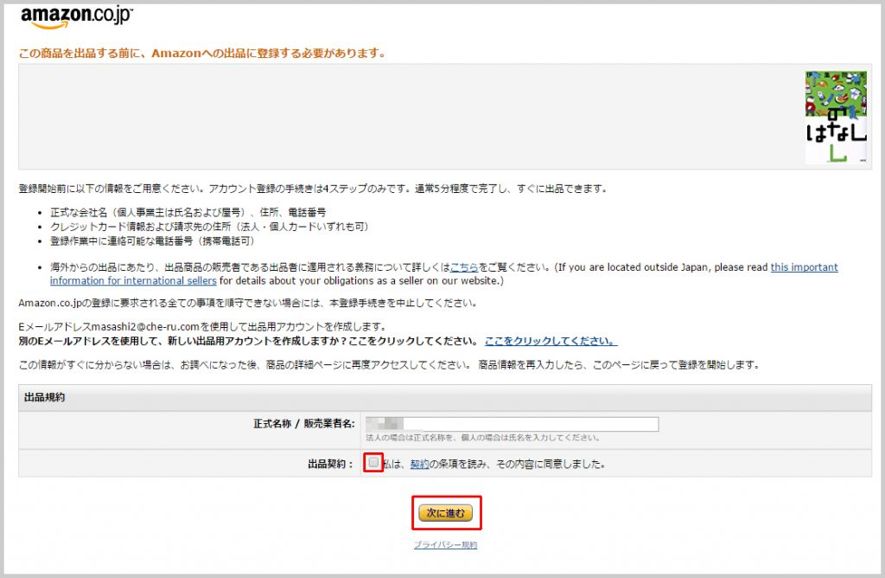 amazon.co.jp
この商品を出品する前に、Amazonへの出品に登録する必要があります。
のはなし
し
登録開始前に以下の情報をご用意ください。アカウント登録の手続きは4ステップのみです。通常5分程度で完了し、すぐに出品できます。
• 正式な会社名（個人事業主は氏名および屋号）、住所、電話番号
• クレジットカード情報および請求先の住所（法人・個人カードいずれも可）
• 登録作業中に連絡可能な電話番号（携帯電話可）
• 海外からの出品にあたり、出品商品の販売者である出品者に適用される義務について詳しくはこちらをご覧ください。(If you are located outside Japan, please read this important
information for international sellers for details about your obligations as a seller on our website.)
Amazon.co.jpの登録に要求される全ての事項を順守できない場合には、本登録手続きを中止してください。
Eメールアドレスmasashi2@che-ru.comを使用して出品用アカウントを作成します。
別のEメールアドレスを使用して、新しい出品用アカウントを作成しますか？ここをクリックしてください。 ここをクリックしてください。
この情報がすぐに分からない場合は、お調べになった後、商品の詳細ページに再度アクセスしてください。 商品情報を再入力したら、このページに戻って登録を開始します。
出品規約
正式名称 / 販売業者名:
法人の場合は正式名称を、個人の場合は氏名を入力してください。
出品契約： 私は、契約の条項を読み、その内容に同意しました。
次に進む
プライバシー規約